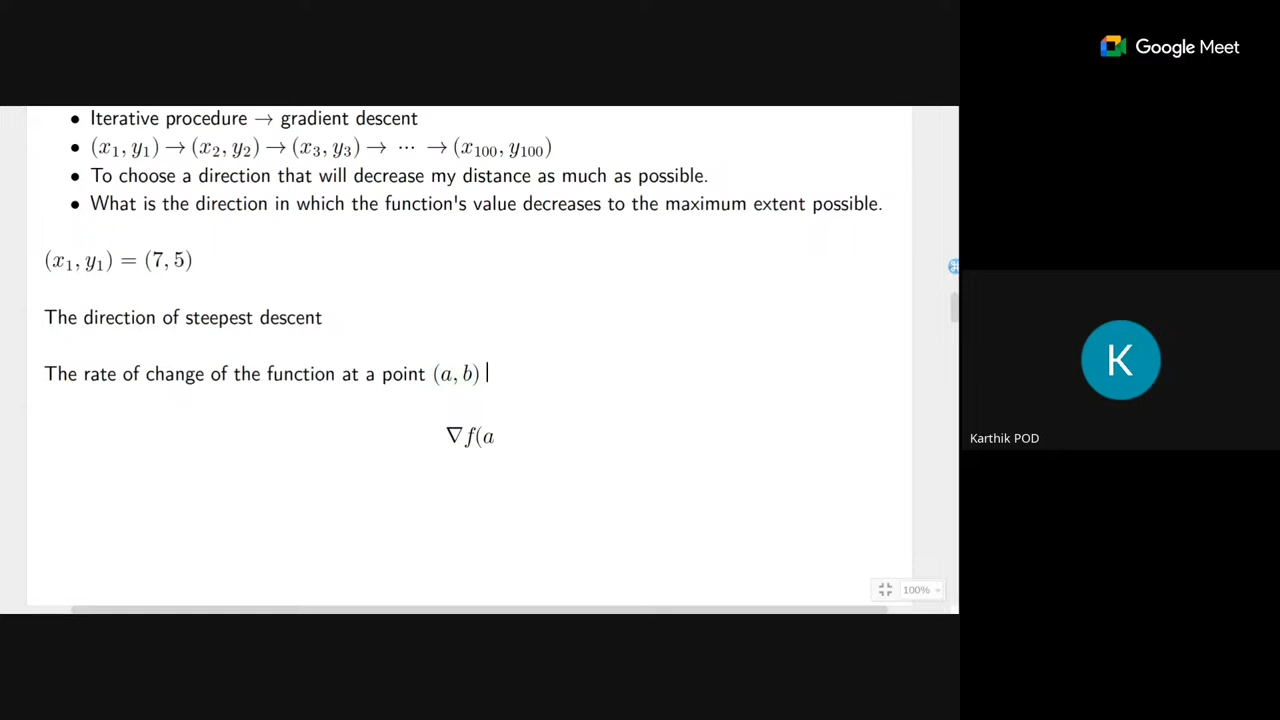 Google Meet
• Iterative procedure → gradient descent
• (x₁, y₁) → (x₂, y₂) → (x₃, y₃) → ⋯ → (x₁₀₀, y₁₀₀)
• To choose a direction that will decrease my distance as much as possible.
• What is the direction in which the function's value decreases to the maximum extent possible.
(x₁, y₁) = (7, 5)
The direction of steepest descent
The rate of change of the function at a point (a, b)
∇f(a
K
Karthik POD
100%